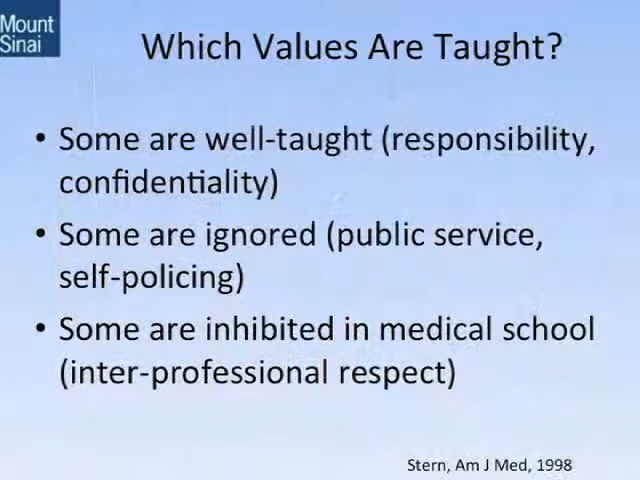 Mount
Sinai
Which Values Are Taught?
• Some are well-taught (responsibility,
confidentiality)
• Some are ignored (public service,
self-policing)
• Some are inhibited in medical school
(inter-professional respect)
Stern, Am J Med, 1998